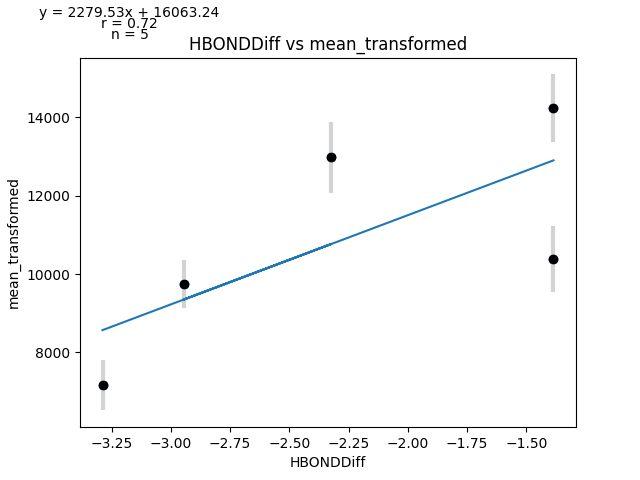 y = 2279.53x + 16063.24
r = 0.72
n = 5
HBONDDiff vs mean_transformed
mean_transformed
14000
12000
10000
8000
−3.25 −3.00 −2.75 −2.50 −2.25 −2.00 −1.75 −1.50
HBONDDiff